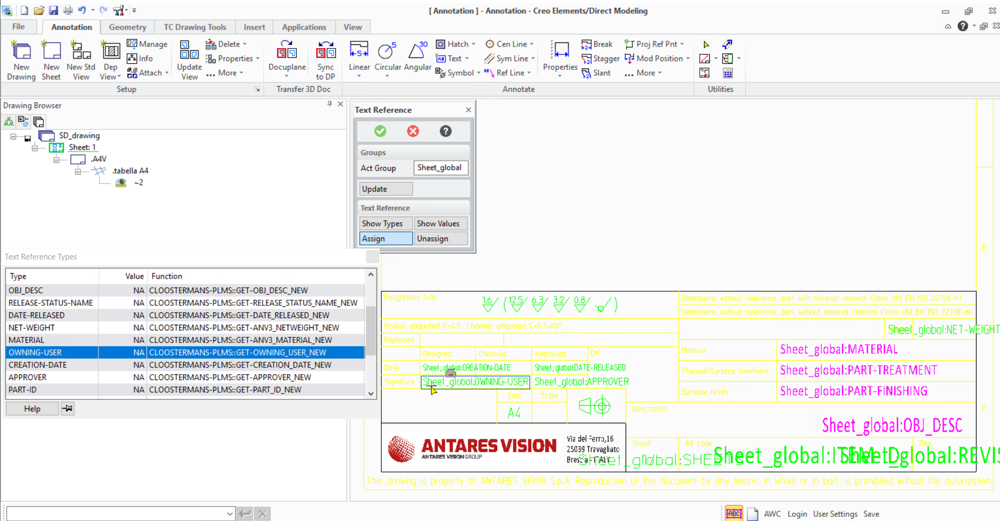 [ Annotation ] - Annotation - Creo Elements/Direct Modeling
File
Annotation
Geometry
TC Drawing Tools
Insert
Applications
View
New Drawing
New Sheet
New Std View
Dep View
Manage
Info
Attach
Update View
Delete
Properties
... More
Docuplane
Sync to DP
Linear
Circular
Angular
Hatch
Text
Symbol
Cen Line
Sym Line
Ref Line
Properties
Break
Stagger
Slant
Proj Ref Pnt
Mod Position
... More
Setup
Transfer 3D Doc
Annotate
Utilities
Drawing Browser
SD_drawing
Sheet: 1
.A4V
.tabella A4
~2
Text Reference
Groups
Act Group Sheet_global
Update
Text Reference
Show Types Show Values
Assign Unassign
Text Reference Types
Type Value Function
OBJ_DESC NA CLOOSTERMANS-PLMS::GET-OBJ_DESC_NEW
RELEASE-STATUS-NAME NA CLOOSTERMANS-PLMS::GET-RELEASE_STATUS_NAME_NEW
DATE-RELEASED NA CLOOSTERMANS-PLMS::GET-DATE_RELEASED_NEW
NET-WEIGHT NA CLOOSTERMANS-PLMS::GET-ANV3_NETWEIGHT_NEW
MATERIAL NA CLOOSTERMANS-PLMS::GET-ANV3_MATERIAL_NEW
OWNING-USER NA CLOOSTERMANS-PLMS::GET-OWNING_USER_NEW
CREATION-DATE NA CLOOSTERMANS-PLMS::GET-CREATION_DATE_NEW
APPROVER NA CLOOSTERMANS-PLMS::GET-APPROVER_NEW
PART-ID NA CLOOSTERMANS-PLMS::GET-PART_ID_NEW
Help
E
F
Roughness
1.6 ( 12.5 6.3 3.2 0.8 )
Dimensions without tolerance, part with material removal Class UNI EN ISO 22768-mH
Dimensions without tolerance, part without material removal Class UNI EN ISO 22768-mK
Radius unquoted R=0.3 Chamfer unquoted C=0.3x45°
Sheet_global:NET-WEIGHT
Replaces
Designed Checked Approved DM
Date Sheet_global:CREATION-DATE Sheet_global:DATE-RELEASED
Signature Sheet_global:OWNING-USER Sheet_global:APPROVER
Material Sheet_global:MATERIAL
Thermal/Surface treatment Sheet_global:PART-TREATMENT
Surface finish Sheet_global:PART-FINISHING
Size Scale
A4
Description
Sheet_global:OBJ_DESC
ANTARES VISION
ANTARES VISION GROUP
Via del Ferro,16
25039 Travagliato
Brescia - ITALY
Sheet AV code Rev.
This drawing is property of ANTARES VISION S.p.A. Reproduction of this document by any means, in whole or in part, is prohibited without the autorization.
AWC Login User Settings Save